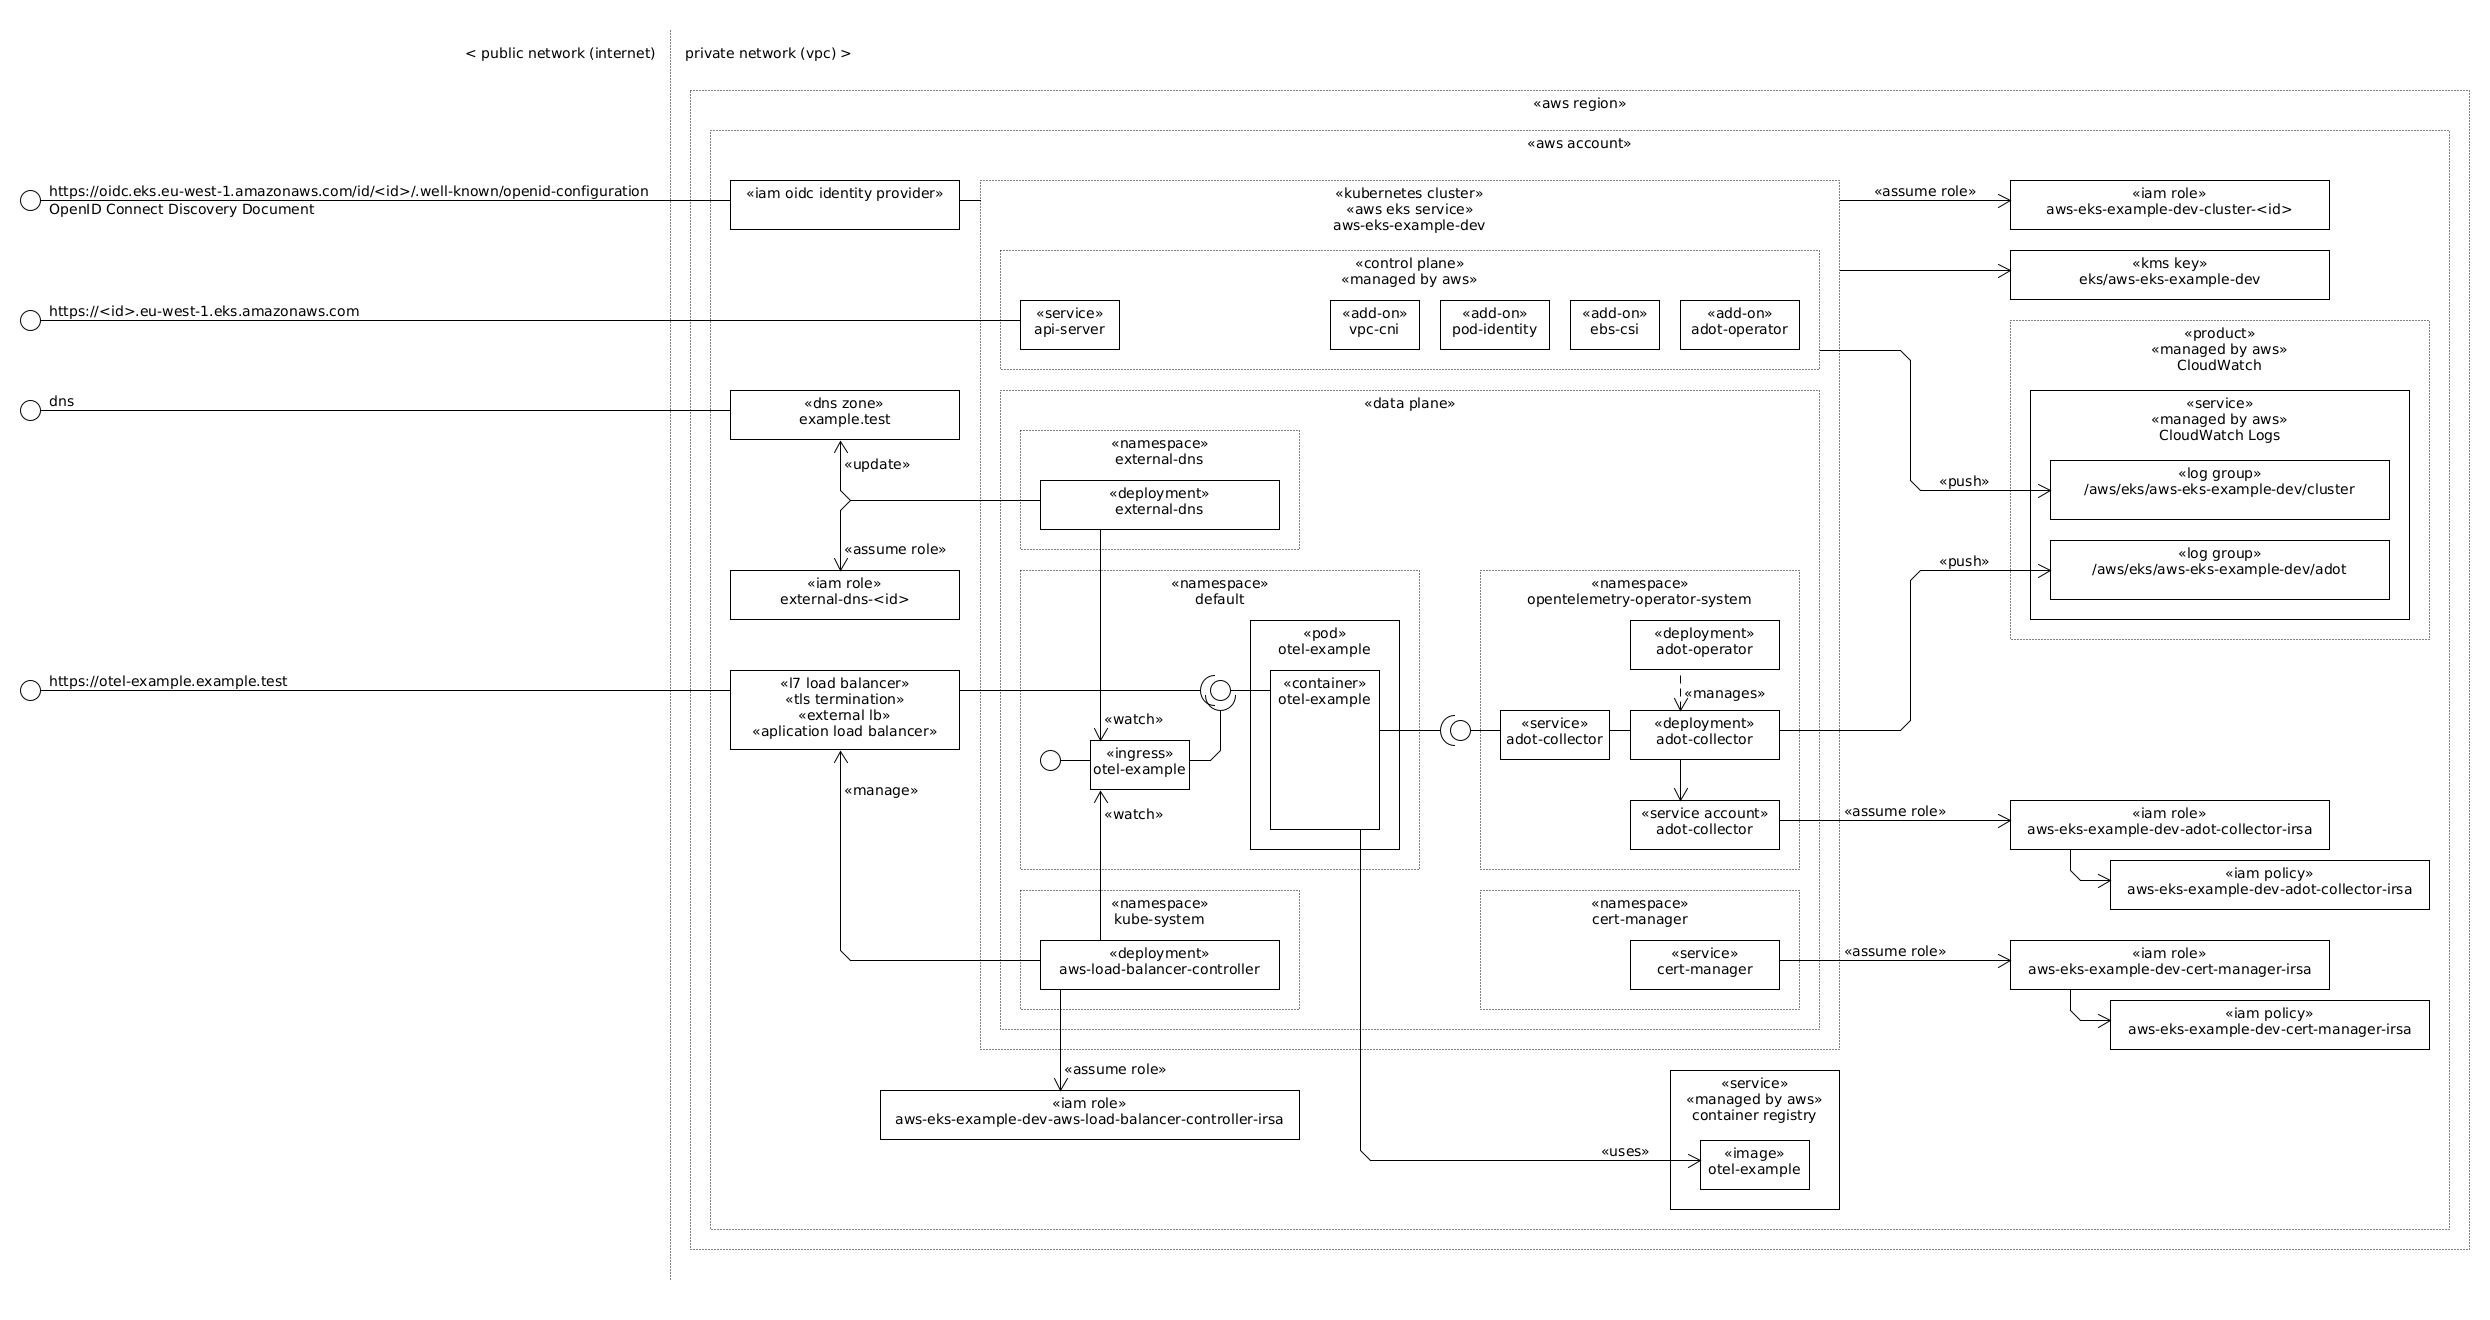 < public network (internet)
private network (vpc) >
«aws region»
«aws account»
https://oidc.eks.eu-west-1.amazonaws.com/id/<id>/.well-known/openid-configuration
OpenID Connect Discovery Document
«iam oidc identity provider»
«kubernetes cluster»
«aws eks service»
aws-eks-example-dev
«assume role»
«iam role»
aws-eks-example-dev-cluster-<id>
«control plane»
«managed by aws»
«kms key»
eks/aws-eks-example-dev
https://<id>.eu-west-1.eks.amazonaws.com
«service»
api-server
«add-on»
vpc-cni
«add-on»
pod-identity
«add-on»
ebs-csi
«add-on»
adot-operator
«product»
«managed by aws»
CloudWatch
«service»
«managed by aws»
CloudWatch Logs
«push»
«log group»
/aws/eks/aws-eks-example-dev/cluster
«push»
«log group»
/aws/eks/aws-eks-example-dev/adot
dns
«dns zone»
example.test
«update»
«assume role»
«iam role»
external-dns-<id>
«data plane»
«namespace»
external-dns
«deployment»
external-dns
«namespace»
default
«pod»
otel-example
«container»
otel-example
«namespace»
opentelemetry-operator-system
«deployment»
adot-operator
«manages»
«service»
adot-collector
«deployment»
adot-collector
«service account»
adot-collector
«assume role»
«iam role»
aws-eks-example-dev-adot-collector-irsa
«iam policy»
aws-eks-example-dev-adot-collector-irsa
https://otel-example.example.test
«l7 load balancer»
«tls termination»
«external lb»
«aplication load balancer»
«watch»
«ingress»
otel-example
«watch»
«manage»
«namespace»
kube-system
«deployment»
aws-load-balancer-controller
«namespace»
cert-manager
«service»
cert-manager
«assume role»
«iam role»
aws-eks-example-dev-cert-manager-irsa
«iam policy»
aws-eks-example-dev-cert-manager-irsa
«assume role»
«iam role»
aws-eks-example-dev-aws-load-balancer-controller-irsa
«service»
«managed by aws»
container registry
«uses»
«image»
otel-example